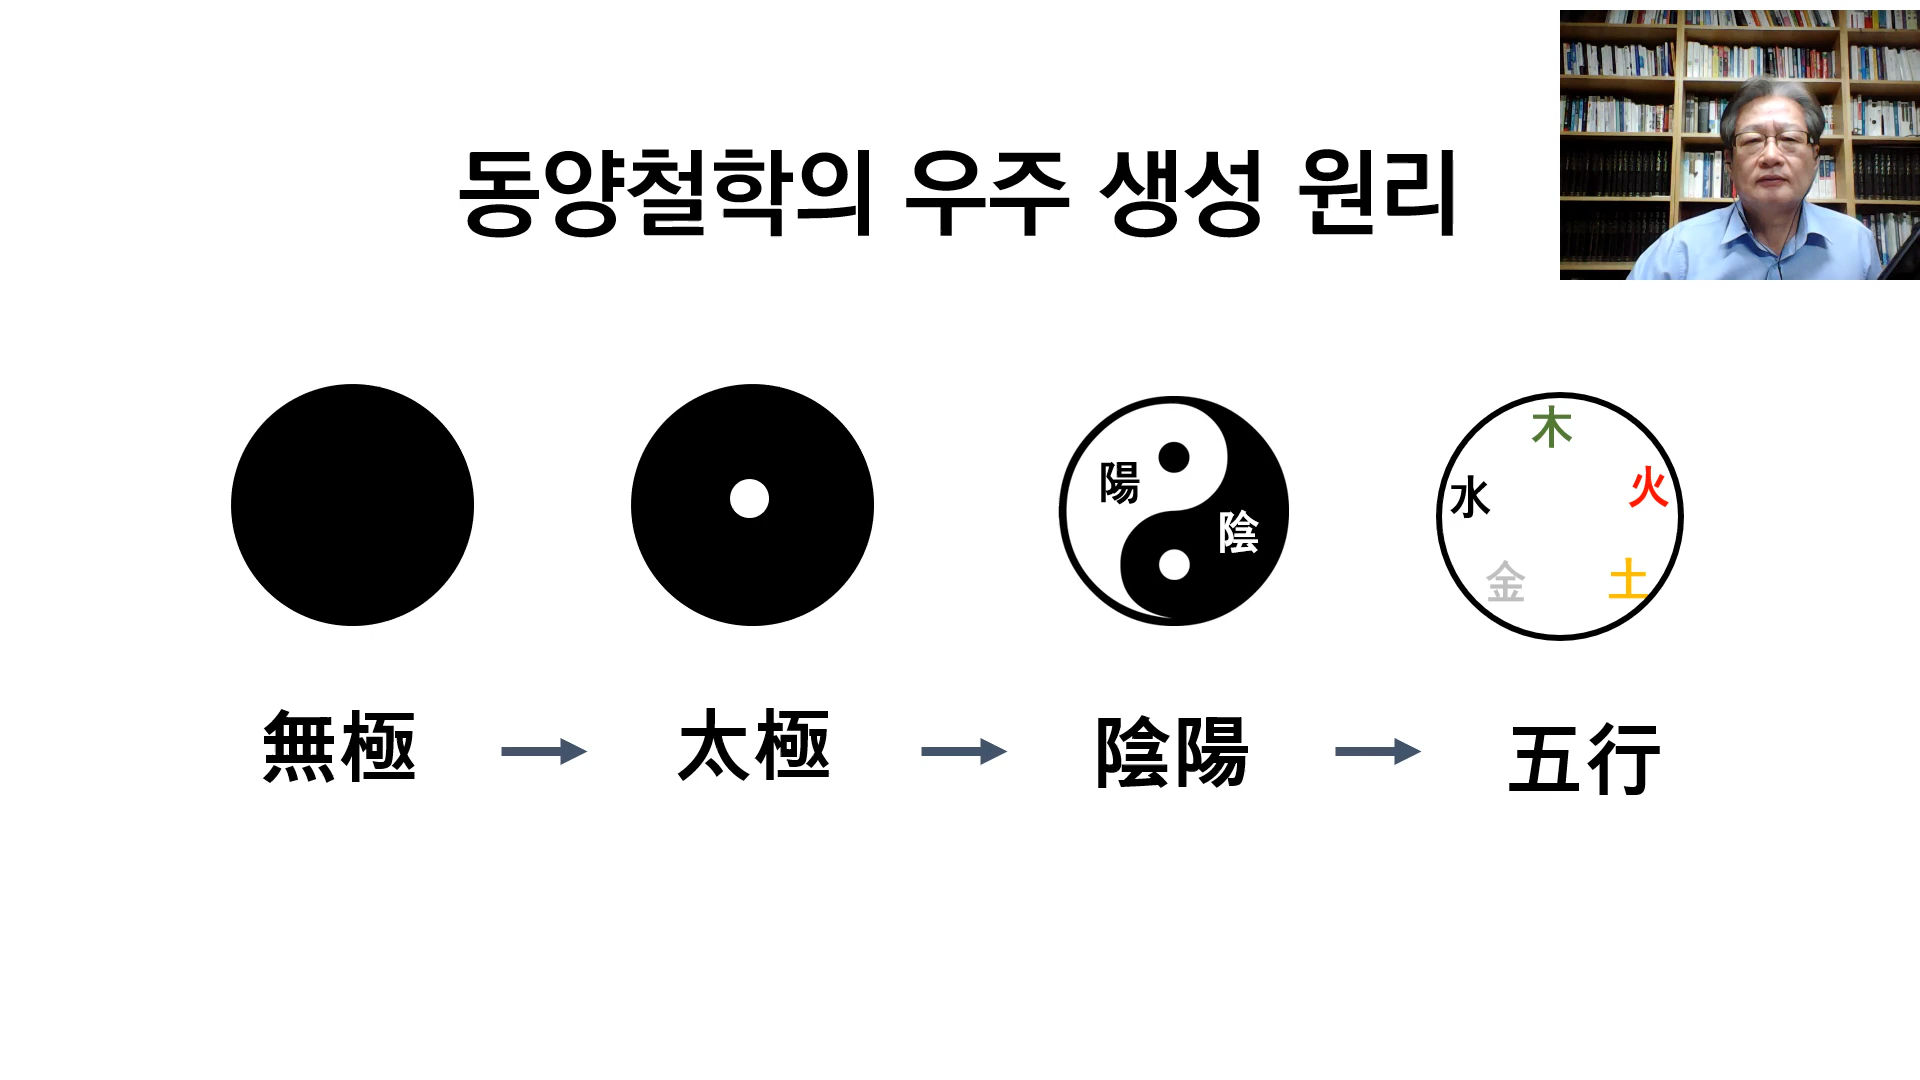 동양철학의 우주 생성 원리
陽
陰
木
火
土
金
水
無極
太極
陰陽
五行